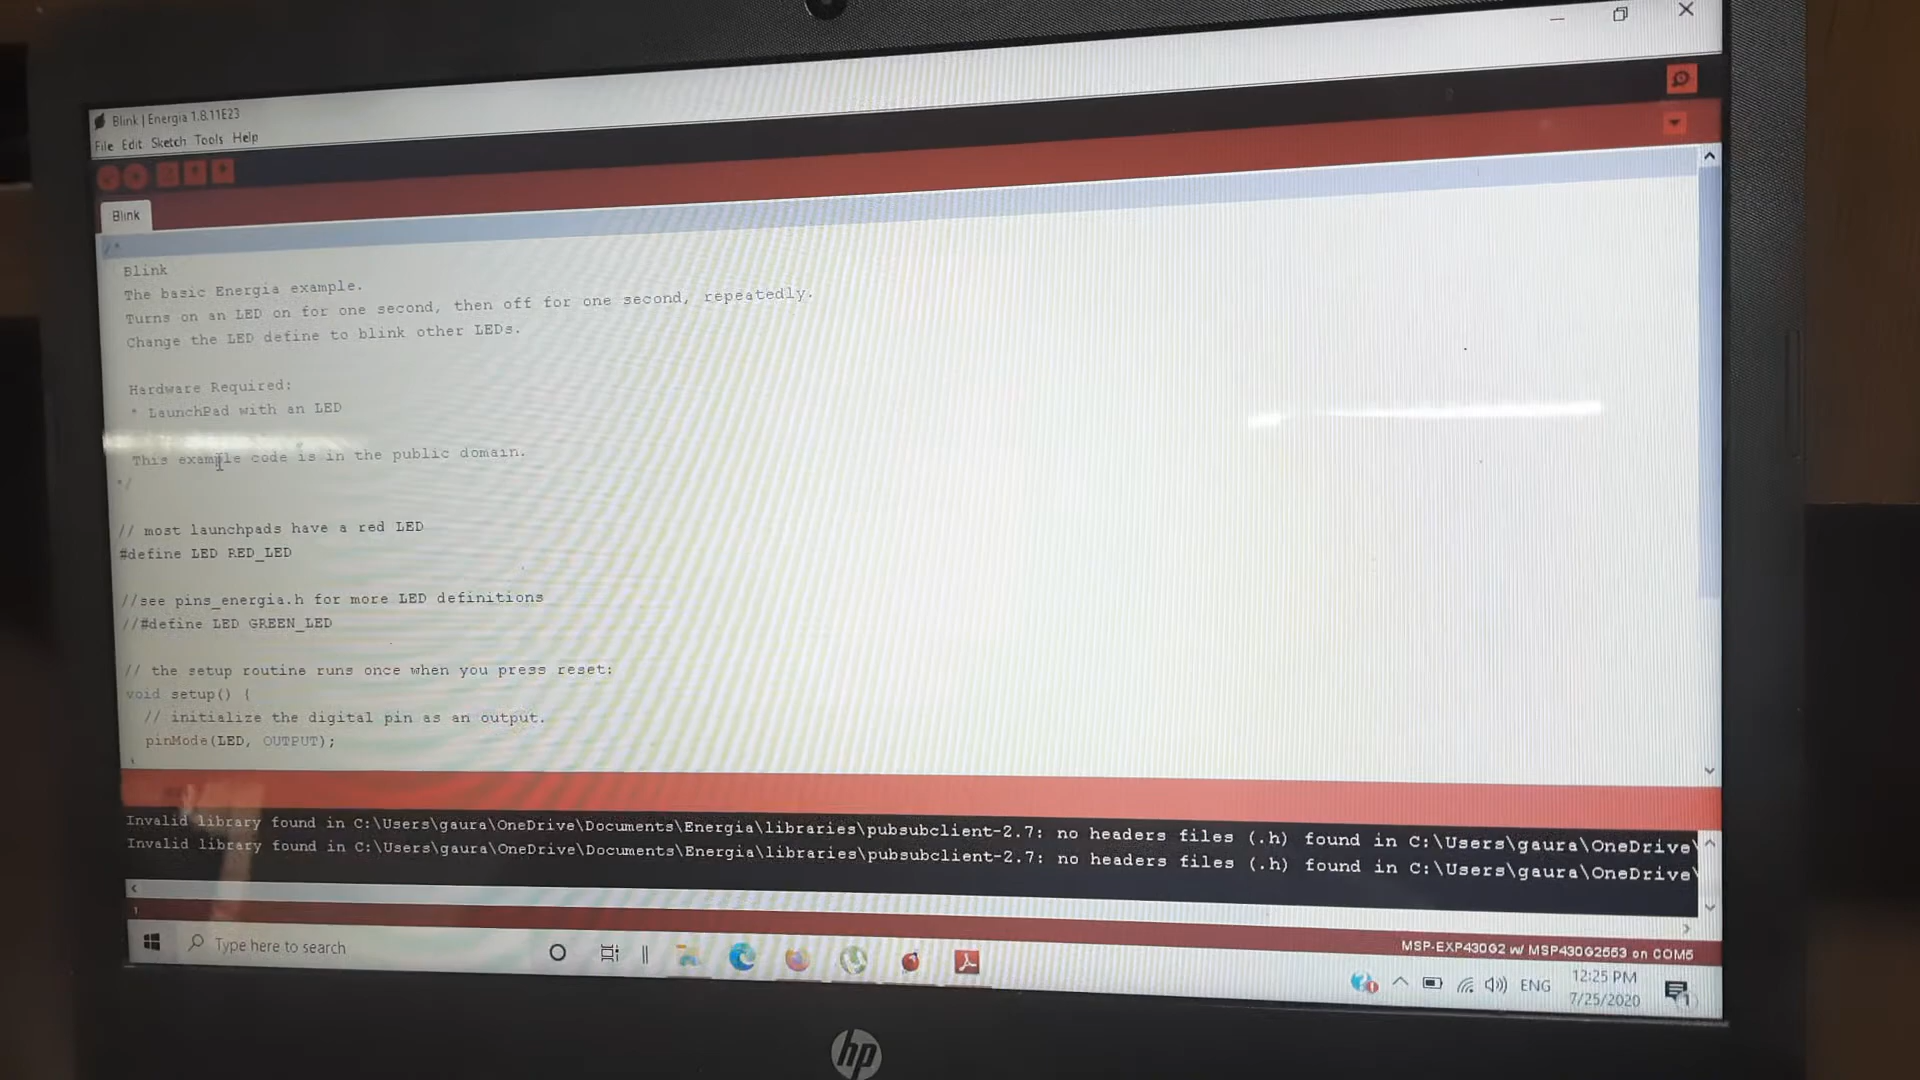 Blink | Energia 1.8.11E23
File Edit Sketch Tools Help
Blink
/*
Blink
The basic Energia example.
Turns on an LED on for one second, then off for one second, repeatedly.
Change the LED define to blink other LEDs.
Hardware Required:
* LaunchPad with an LED
This example code is in the public domain.
*/
// most launchpads have a red LED
#define LED RED_LED
//see pins_energia.h for more LED definitions
//#define LED GREEN_LED
// the setup routine runs once when you press reset:
void setup() {
// initialize the digital pin as an output.
pinMode(LED, OUTPUT);
Invalid library found in C:\Users\gaura\OneDrive\Documents\Energia\libraries\pubsubclient-2.7: no headers files (.h) found in C:\Users\gaura\OneDrive\
Invalid library found in C:\Users\gaura\OneDrive\Documents\Energia\libraries\pubsubclient-2.7: no headers files (.h) found in C:\Users\gaura\OneDrive\
1
MSP-EXP430G2 w/ MSP430G2553 on COM5
Type here to search
ENG
12:25 PM
7/25/2020
1
hp